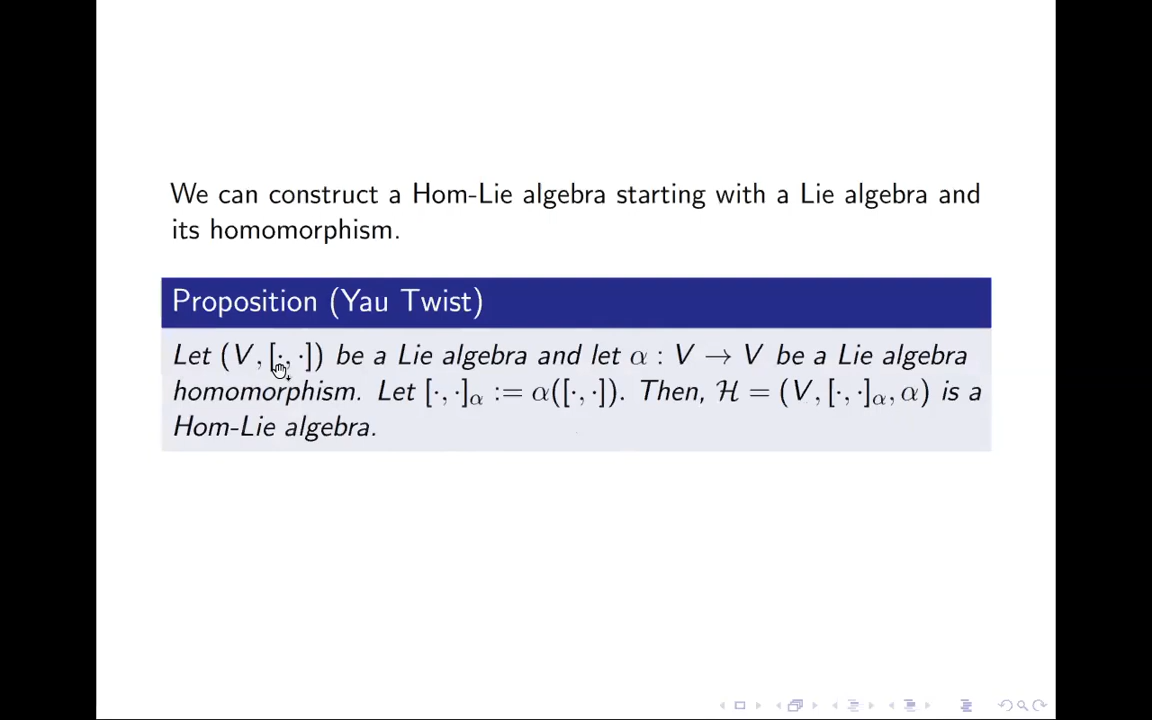 We can construct a Hom-Lie algebra starting with a Lie algebra and
its homomorphism.
Proposition (Yau Twist)
Let (V, [·, ·]) be a Lie algebra and let α : V → V be a Lie algebra
homomorphism. Let [·, ·]α := α([·, ·]). Then, ℋ = (V, [·, ·]α, α) is a
Hom-Lie algebra.